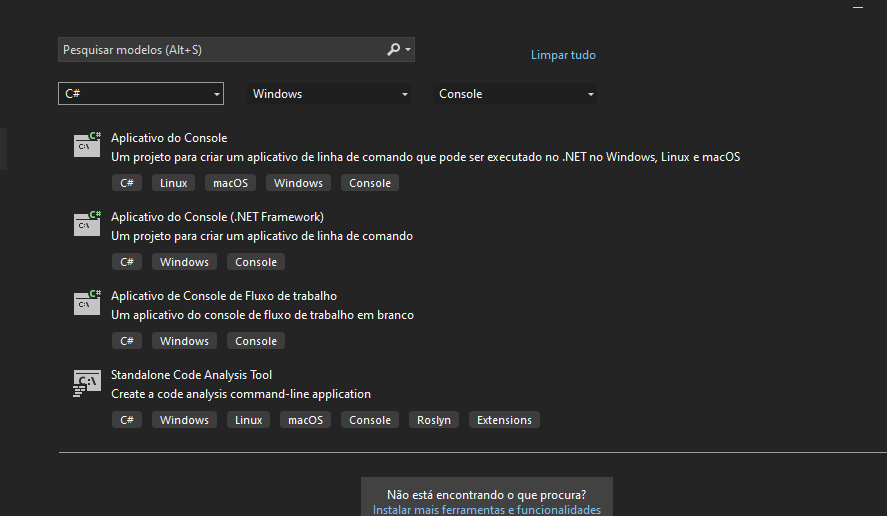 Pesquisar modelos (Alt+S)
Limpar tudo
C#
Windows
Console
C#
C:\
Aplicativo do Console
Um projeto para criar um aplicativo de linha de comando que pode ser executado no .NET no Windows, Linux e macOS
C#
Linux
macOS
Windows
Console
C#
C:\
Aplicativo do Console (.NET Framework)
Um projeto para criar um aplicativo de linha de comando
C#
Windows
Console
C#
C:\
Aplicativo de Console de Fluxo de trabalho
Um aplicativo do console de fluxo de trabalho em branco
C#
Windows
Console
C:\
Standalone Code Analysis Tool
Create a code analysis command-line application
C#
Windows
Linux
macOS
Console
Roslyn
Extensions
Não está encontrando o que procura?
Instalar mais ferramentas e funcionalidades